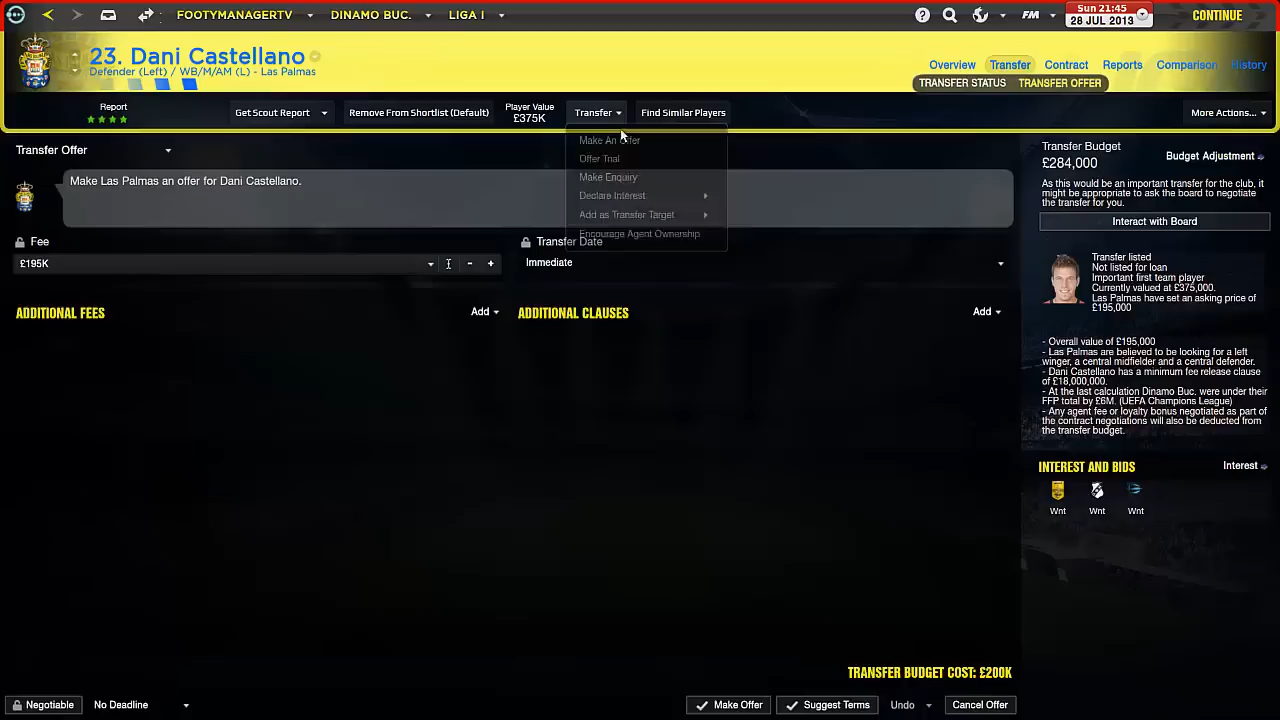 FOOTYMANAGERTV DINAMO BUC. LIGA I FM Sun 21:45 CONTINUE
28 JUL 2013
23. Dani Castellano
Defender (Left) / WB/M/AM (L) - Las Palmas
Overview Transfer Contract Reports Comparison History
TRANSFER STATUS TRANSFER OFFER
Report
Get Scout Report Remove From Shortlist (Default) Player Value Transfer Find Similar Players More Actions...
£375K
Make An Offer
Offer Trial
Make Enquiry
Declare Interest
Add as Transfer Target
Encourage Agent Ownership
Transfer Offer
Make Las Palmas an offer for Dani Castellano.
Fee Transfer Date
£195K Immediate
ADDITIONAL FEES Add ADDITIONAL CLAUSES Add
Transfer Budget
£284,000 Budget Adjustment
As this would be an important transfer for the club, it
might be appropriate to ask the board to negotiate
the transfer for you.
Interact with Board
Transfer listed
Not listed for loan
Important first team player
Currently valued at £375,000.
Las Palmas have set an asking price of
£195,000
- Overall value of £195,000
- Las Palmas are believed to be looking for a left
winger, a central midfielder and a central defender.
- Dani Castellano has a minimum fee release clause
of £18,000,000.
- At the last calculation Dinamo Buc. were under their
FFP total by £6M. (UEFA Champions League)
- Any agent fee or loyalty bonus negotiated as part of
the contract negotiations will also be deducted from
the transfer budget.
INTEREST AND BIDS Interest
Wnt Wnt Wnt
TRANSFER BUDGET COST: £200K
Negotiable No Deadline Make Offer Suggest Terms Undo Cancel Offer